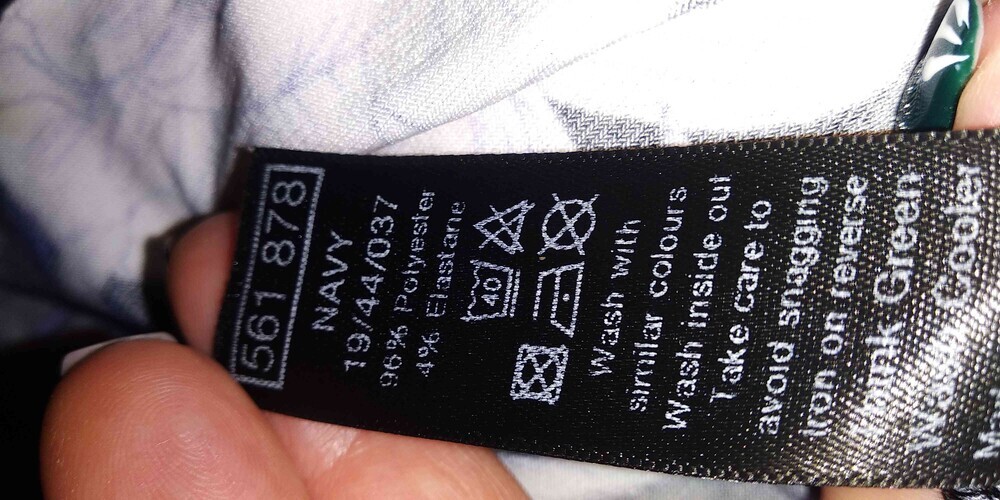 561 878
NAVY
19/44/037
96% Polyester
4% Elastane
40
Wash with
similar colours
Wash inside out
Take care to
avoid snagging
Iron on reverse
Think Green
Wash Cooler